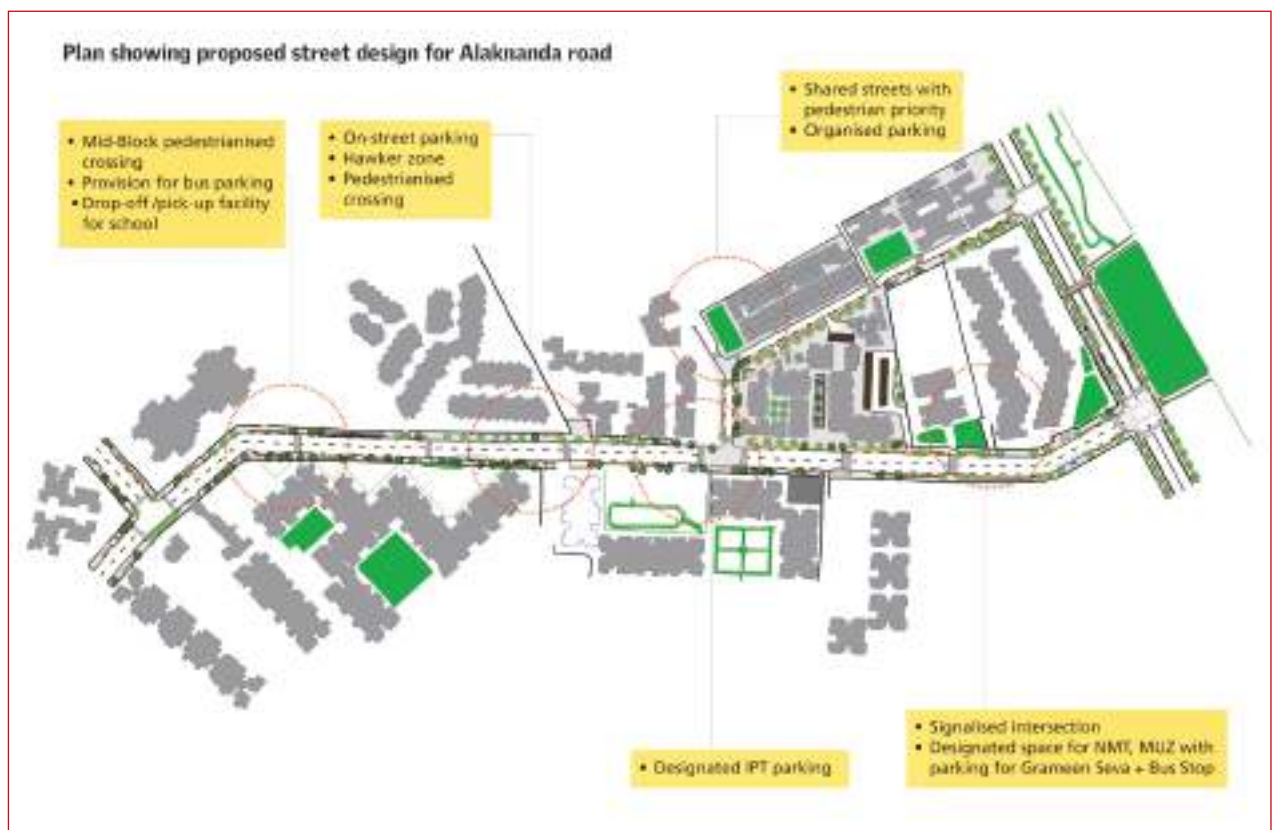 Plan showing proposed street design for Alaknanda road
• Shared streets with
pedestrian priority
• Organised parking
• Mid-Block pedestrianised
crossing
• Provision for bus parking
• Drop-off /pick-up facility
for school
• On-street parking
• Hawker zone
• Pedestrianised
crossing
• Designated IPT parking
• Signalised intersection
• Designated space for NMT, MUZ with
parking for Grameen Seva + Bus Stop